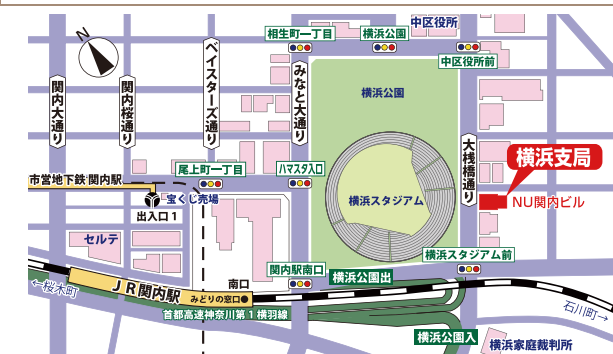 中区役所
相生町一丁目
横浜公園
中区役所前
N
関内大通り
関内桜通り
ベイスターズ通り
みなと大通り
横浜公園
大桟橋通り
横浜支局
NU関内ビル
尾上町一丁目
ハマスタ入口
市営地下鉄 関内駅
宝くじ売場
出入口1
横浜スタジアム
セルテ
横浜スタジアム前
関内駅南口
横浜公園出
南口
JR関内駅
みどりの窓口
←桜木町
首都高速神奈川第1横羽線
石川町→
横浜公園入
横浜家庭裁判所